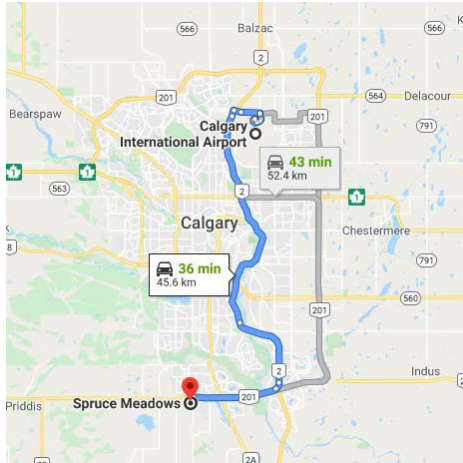 566
Balzac
566
2
201
564
Delacour
Bearspaw
201
Calgary
International Airport
791
1
1
43 min
52.4 km
563
2
1
Calgary
Chestermere
8
36 min
45.6 km
791
560
201
2
Indus
Priddis
Spruce Meadows
201
2
2A